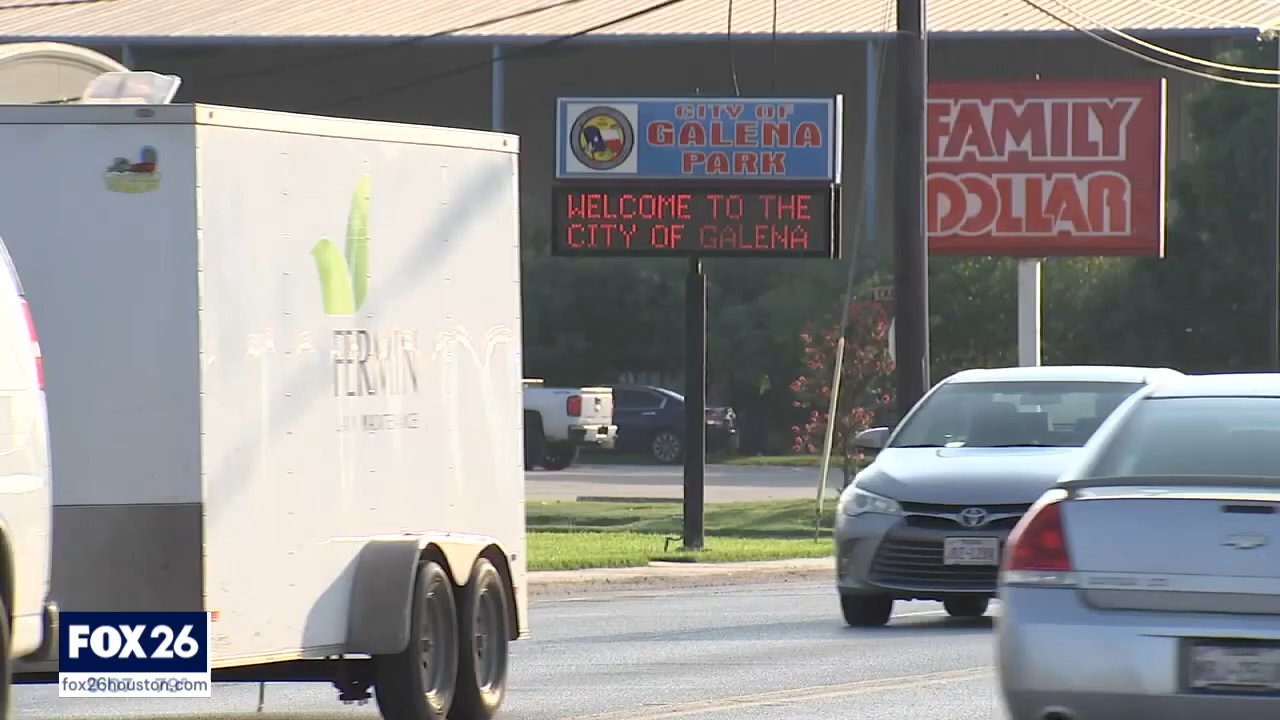 CITY OF
GALENA
PARK
WELCOME TO THE
CITY OF GALENA
FAMILY
DOLLAR
FERMIN
FOX 26
fox26houston.com